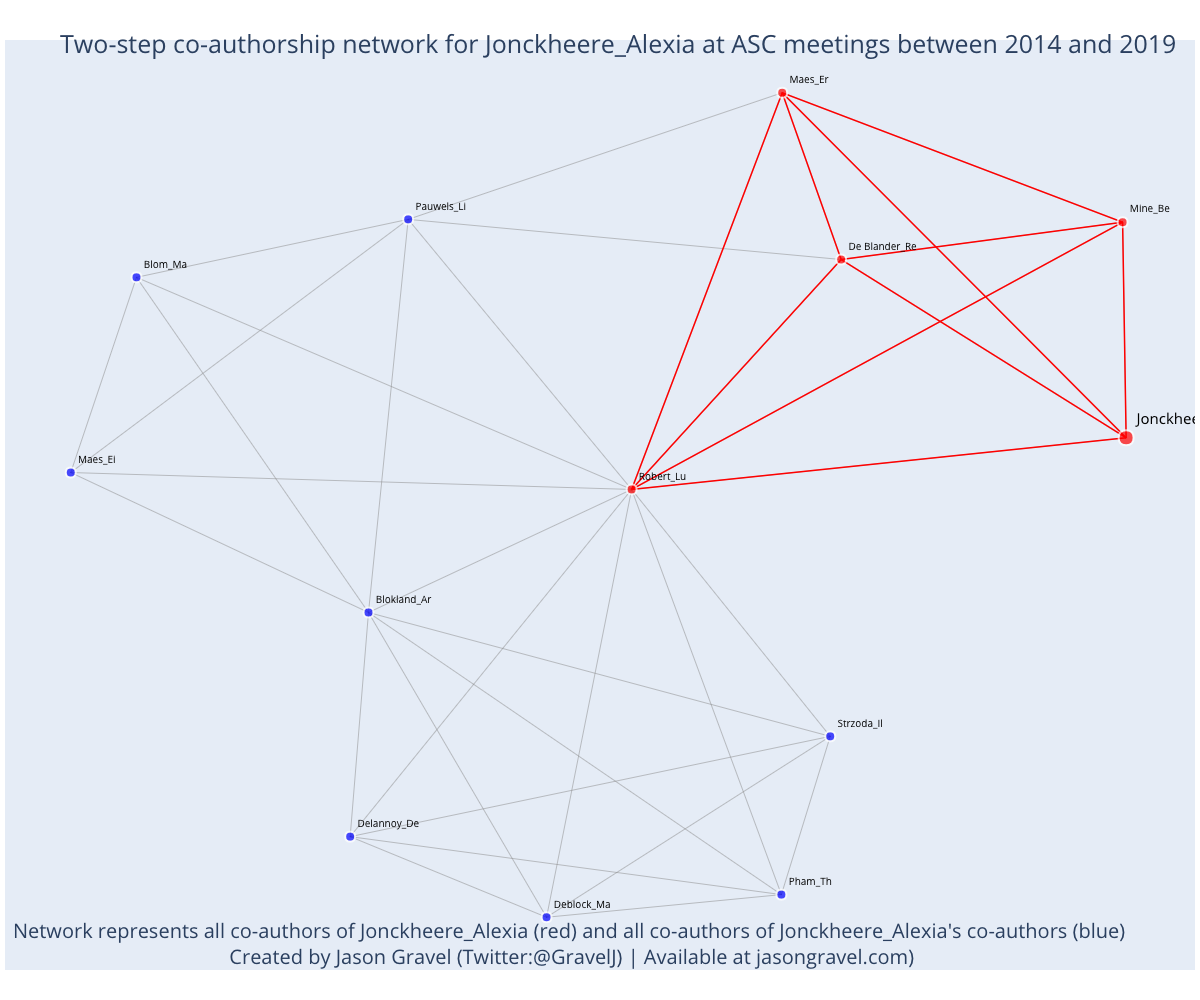 Two-step co-authorship network for Jonckheere_Alexia at ASC meetings between 2014 and 2019
Maes_Er
Pauwels_Li
Mine_Be
De Blander_Re
Blom_Ma
Jonckhee
Maes_Ei
Robert_Lu
Blokland_Ar
Strzoda_Il
Delannoy_De
Pham_Th
Deblock_Ma
Network represents all co-authors of Jonckheere_Alexia (red) and all co-authors of Jonckheere_Alexia's co-authors (blue)
Created by Jason Gravel (Twitter:@GravelJ) | Available at jasongravel.com)